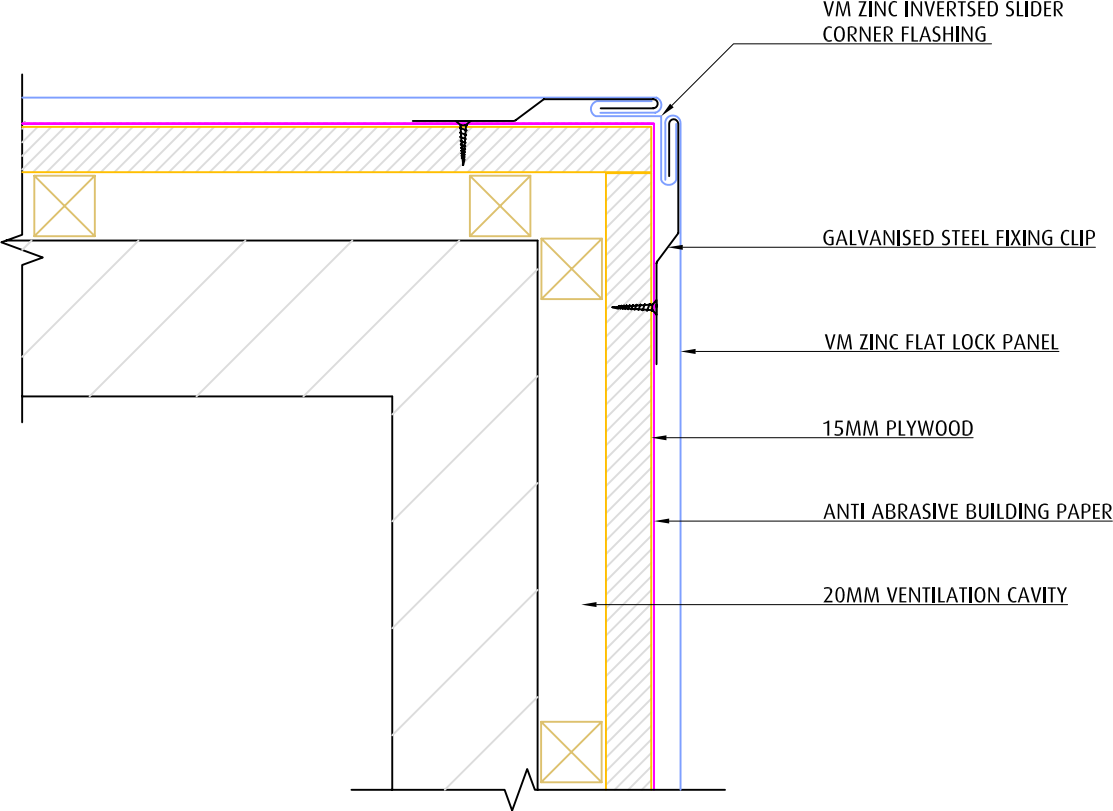 VM ZINC INVERTSED SLIDER
CORNER FLASHING
GALVANISED STEEL FIXING CLIP
VM ZINC FLAT LOCK PANEL
15MM PLYWOOD
ANTI ABRASIVE BUILDING PAPER
20MM VENTILATION CAVITY